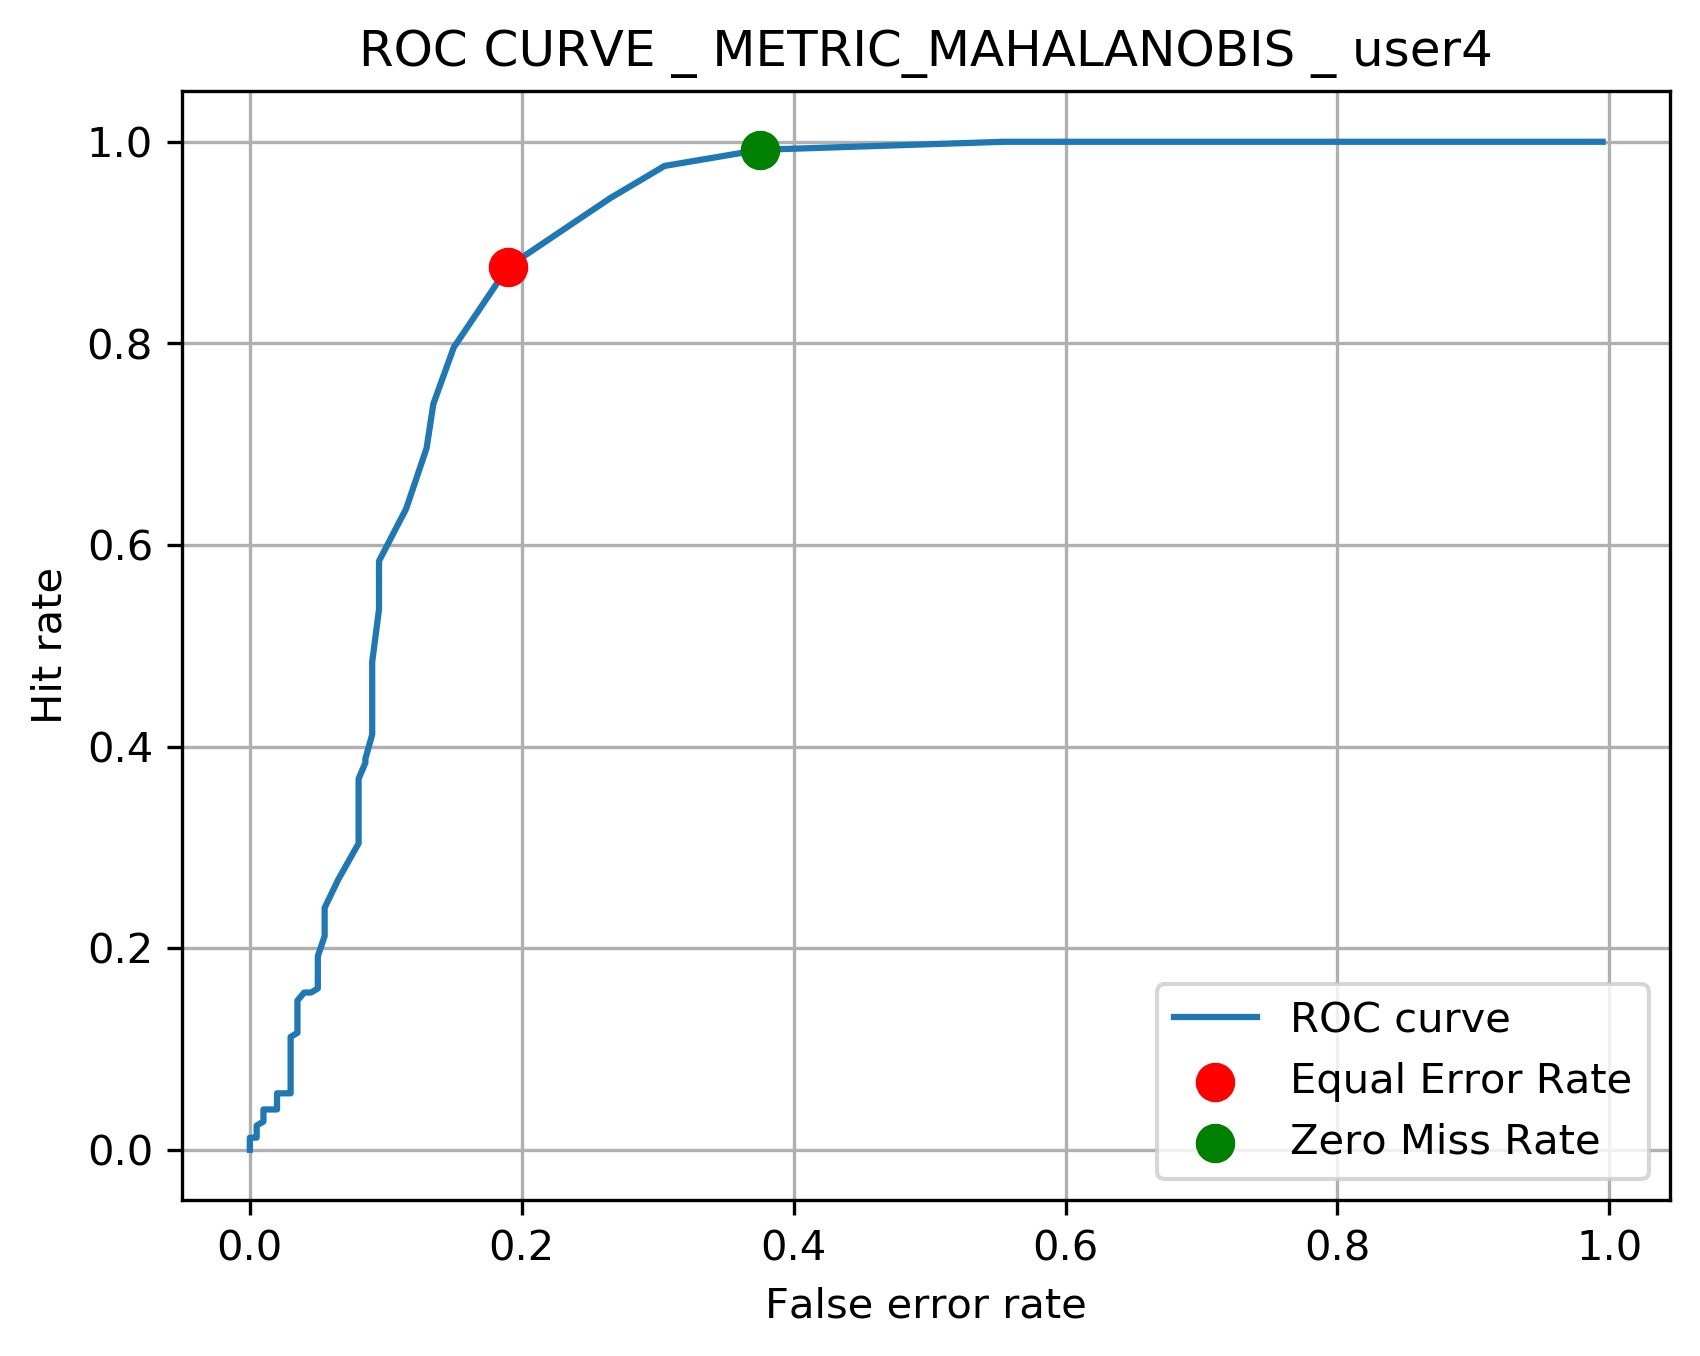 ROC CURVE _ METRIC_MAHALANOBIS _ user4
1.0
0.8
0.6
0.4
0.2
0.0
Hit rate
ROC curve
Equal Error Rate
Zero Miss Rate
0.0 0.2 0.4 0.6 0.8 1.0
False error rate